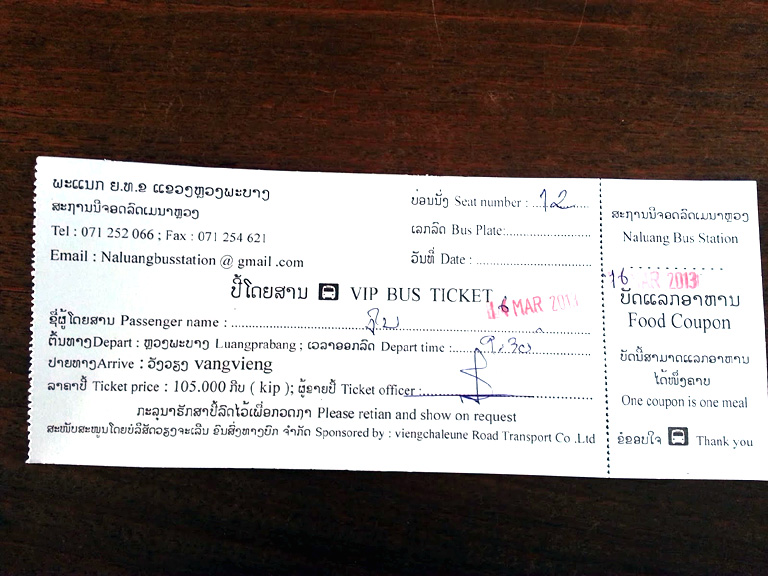 ພະແນກ ຍ.ທ.ຂ ແຂວງຫຼວງພະບາງ
ສະຖານນີຈອດລົດເມນາຫຼວງ
Tel : 071 252 066 ; Fax : 071 254 621
Email : Naluangbusstation @ gmail .com
ບ່ອນນັ່ງ Seat number : 12
ເລກລົດ Bus Plate:
ວັນທີ່ Date :
ປີ້ໂດຍສານ VIP BUS TICKET
16 MAR 2013
ຊື່ຜູ້ໂດຍສານ Passenger name :
ຕົ້ນທາງDepart : ຫຼວງພະບາງ Luangprabang ; ເວລາອອກລົດ Depart time : 9.30
ປາຍທາງArrive : ວັງວຽງ vangvieng
ລາຄາປີ້ Ticket price : 105.000 ກີບ ( kip ); ຜູ້ຂາຍປີ້ Ticket officer :
ກະລຸນາຮັກສາປີ້ລົດໄວ້ເພື່ອກວດກາ Please retian and show on request
ສະໜັບສະໜູນໂດຍບໍລິສັດວຽງຈະເລີນ ຂົນສົ່ງທາງບົກ ຈຳກັດ Sponsored by : viengchaleune Road Transport Co .Ltd
ສະຖານນີຈອດລົດເມນາຫຼວງ
Naluang Bus Station
16 MAR 2013
ບັດແລກອາຫານ
Food Coupon
ບັດນີ້ສາມາດແລກອາຫານ
ໄດ້ໜຶ່ງຄາບ
One coupon is one meal
ຂໍຂອບໃຈ Thank you